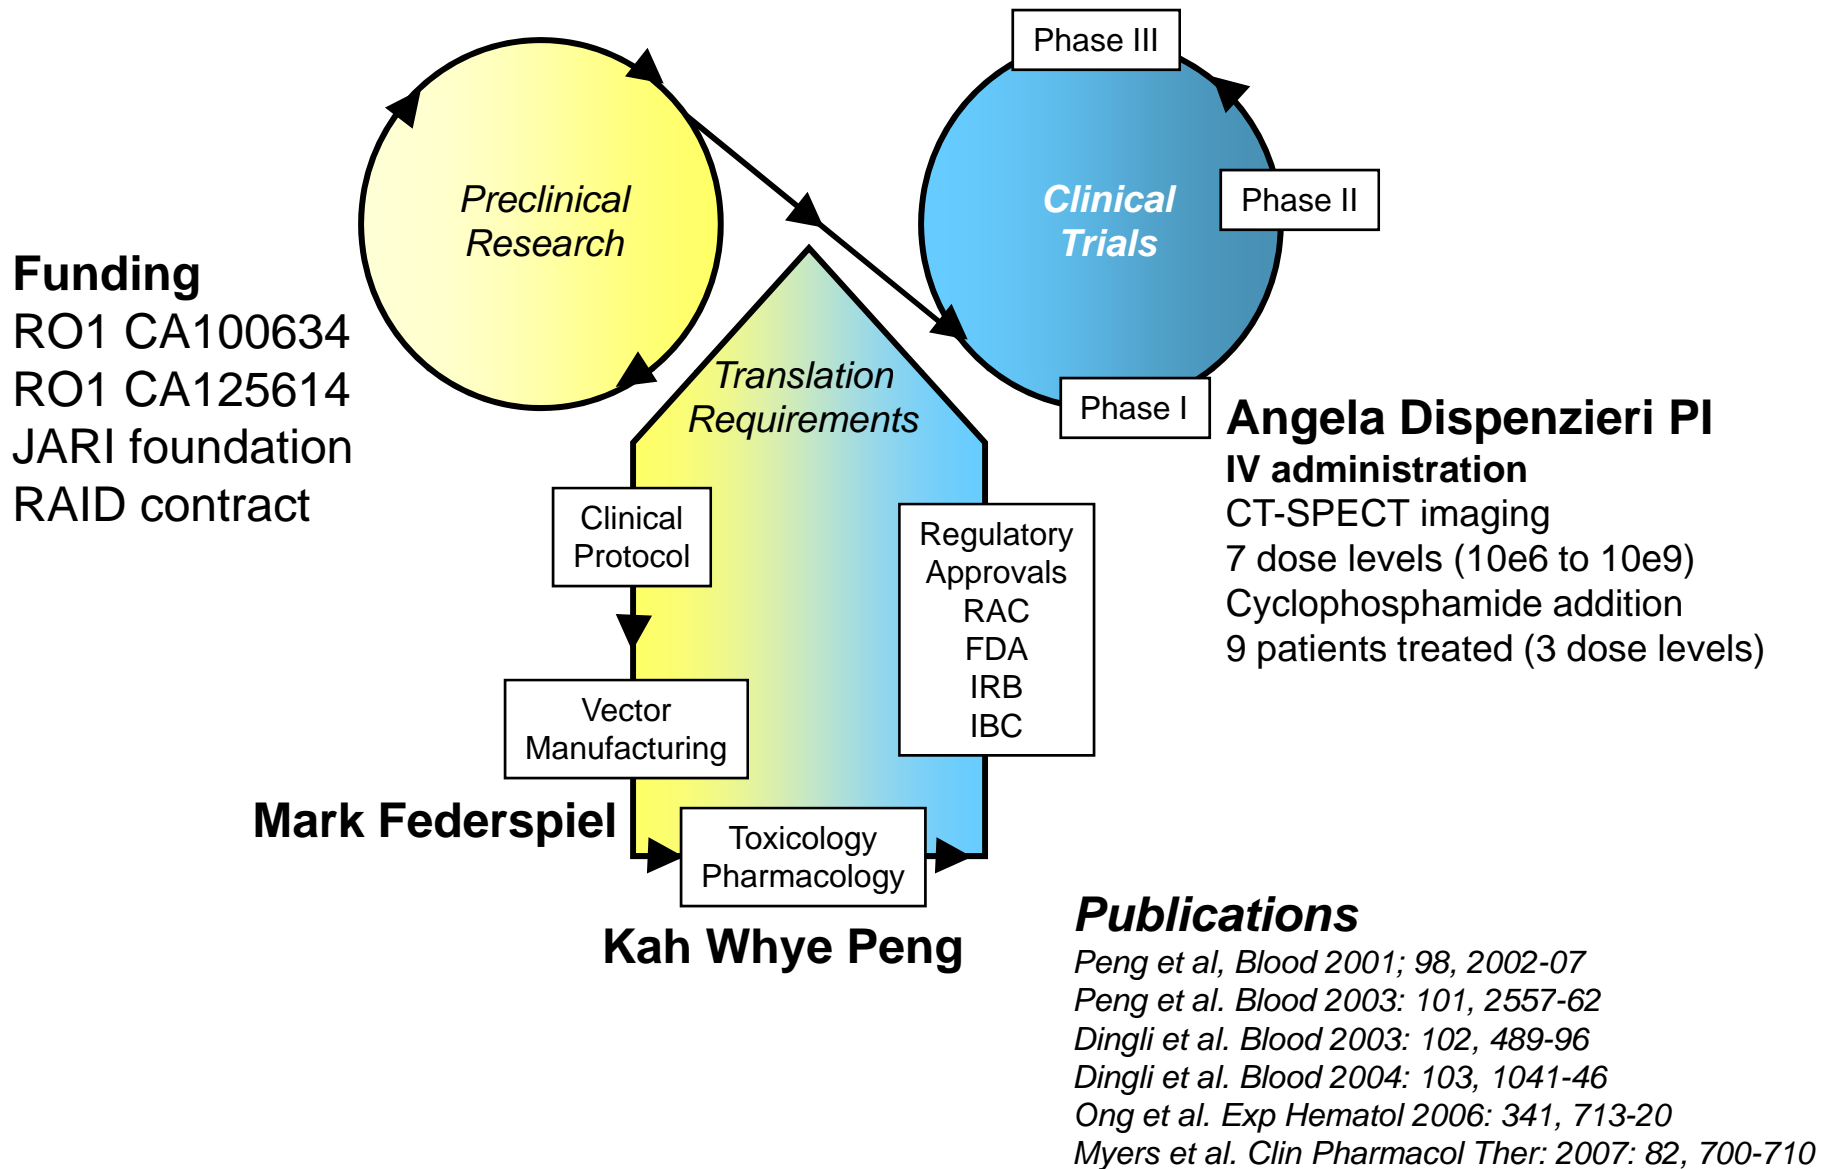 Phase III
Preclinical
Research
Clinical
Trials
Phase II
Funding
RO1 CA100634
RO1 CA125614
JARI foundation
RAID contract
Translation
Requirements
Phase I
Angela Dispenzieri PI
IV administration
CT-SPECT imaging
7 dose levels (10e6 to 10e9)
Cyclophosphamide addition
9 patients treated (3 dose levels)
Clinical
Protocol
Regulatory
Approvals
RAC
FDA
IRB
IBC
Vector
Manufacturing
Mark Federspiel
Toxicology
Pharmacology
Kah Whye Peng
Publications
Peng et al, Blood 2001; 98, 2002-07
Peng et al. Blood 2003: 101, 2557-62
Dingli et al. Blood 2003: 102, 489-96
Dingli et al. Blood 2004: 103, 1041-46
Ong et al. Exp Hematol 2006: 341, 713-20
Myers et al. Clin Pharmacol Ther: 2007: 82, 700-710